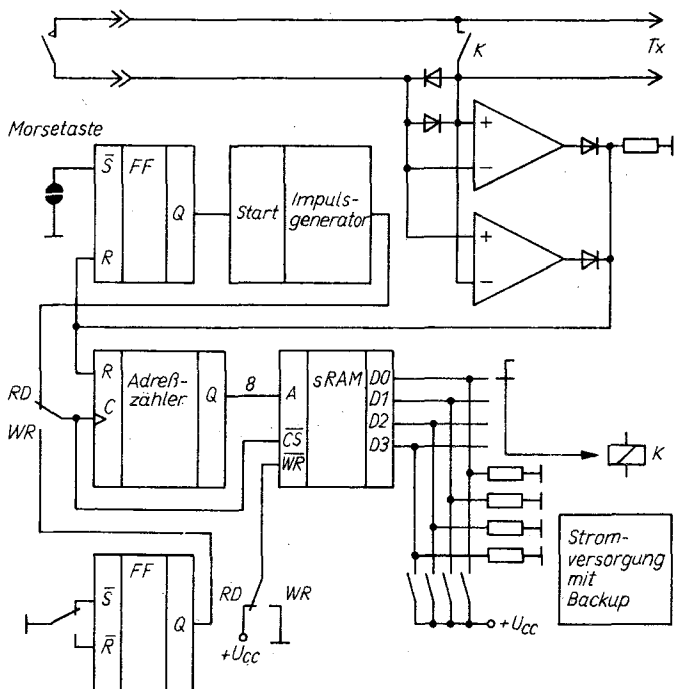 K
Tx
Morsetaste
S
FF
Q
R
Start
Impuls-
generator
+
−
+
−
RD
WR
R
C
Adreß-
zähler
Q
8
A
CS
WR
sRAM
D0
D1
D2
D3
K
FF
S
R
Q
RD
WR
+UCC
+UCC
Strom-
versorgung
mit
Backup